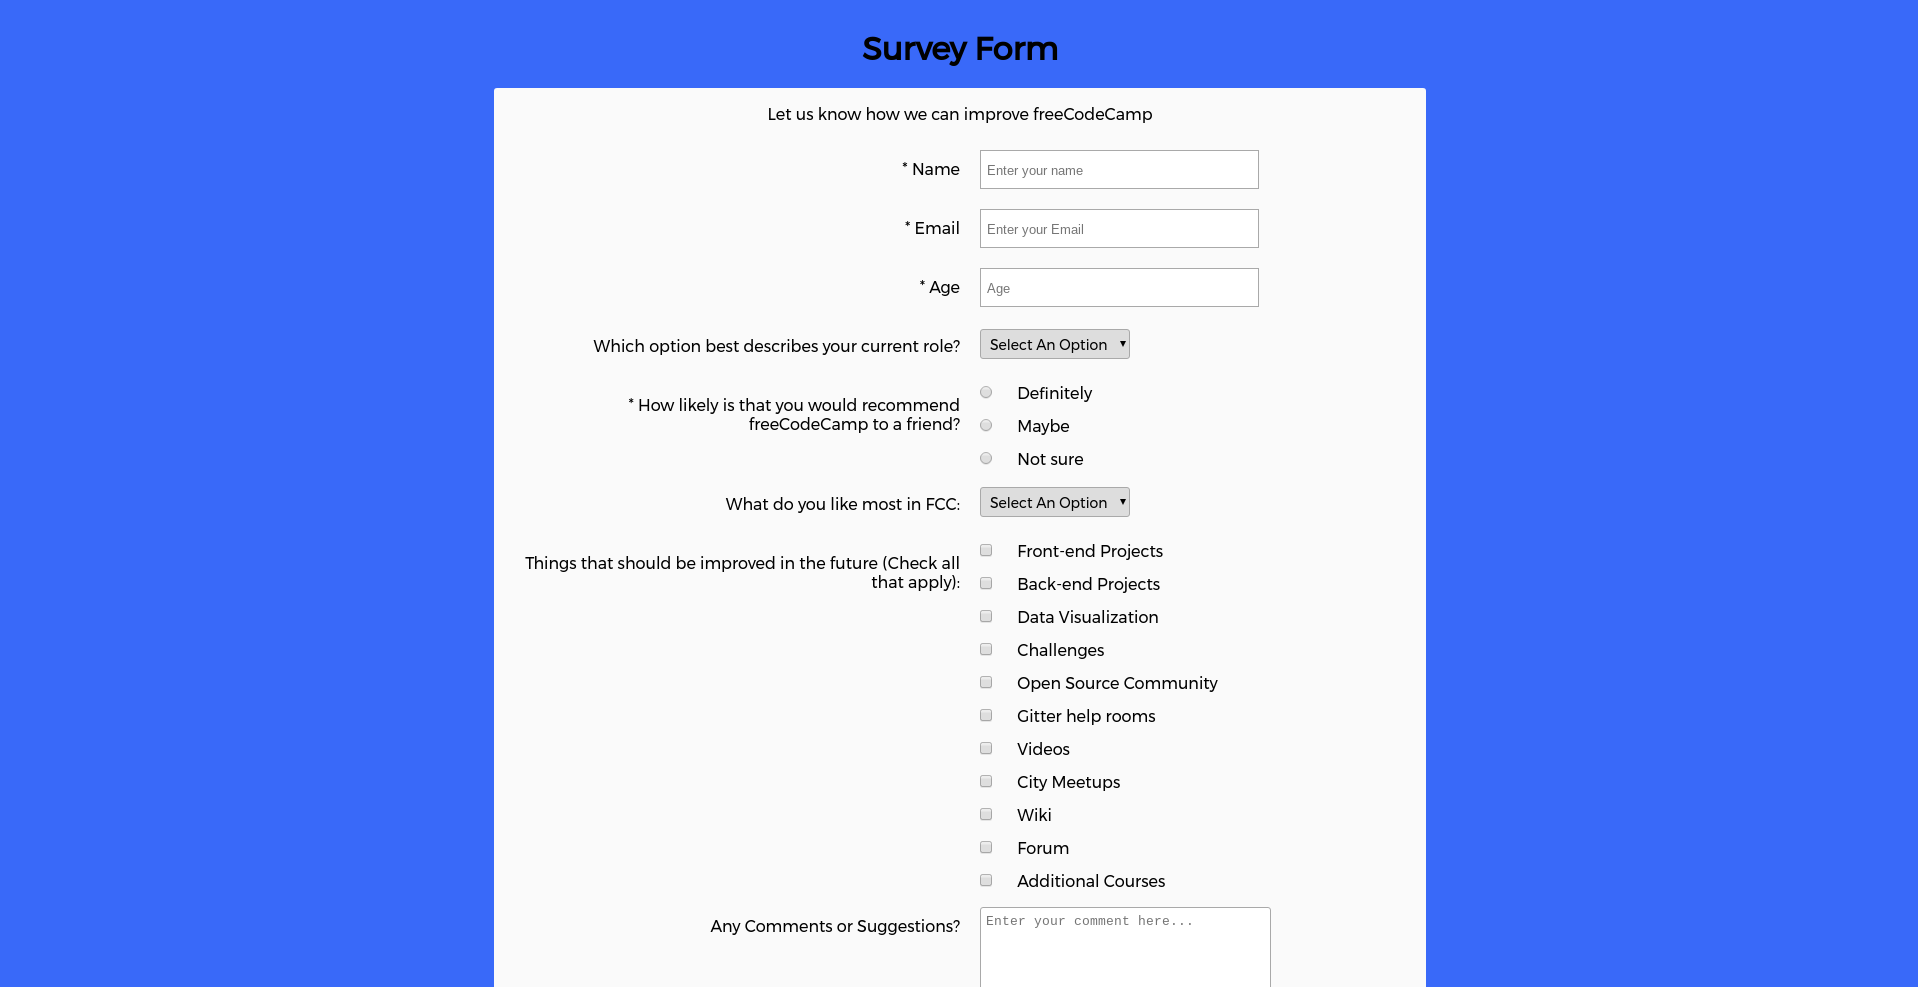 Survey Form
Let us know how we can improve freeCodeCamp
* Name
Enter your name
* Email
Enter your Email
* Age
Age
Which option best describes your current role?
Select An Option
* How likely is that you would recommend
freeCodeCamp to a friend?
Definitely
Maybe
Not sure
What do you like most in FCC:
Select An Option
Things that should be improved in the future (Check all
that apply):
Front-end Projects
Back-end Projects
Data Visualization
Challenges
Open Source Community
Gitter help rooms
Videos
City Meetups
Wiki
Forum
Additional Courses
Any Comments or Suggestions?
Enter your comment here...